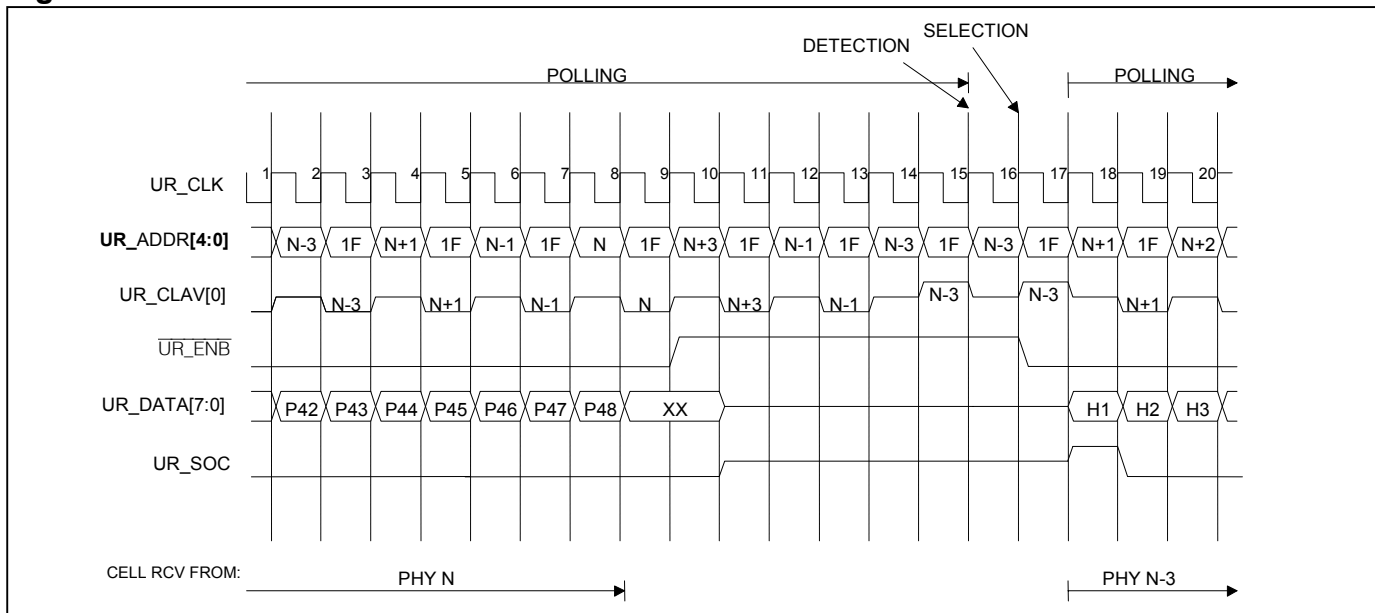 SELECTION
DETECTION
POLLING POLLING
UR_CLK 1 2 3 4 5 6 7 8 9 10 11 12 13 14 15 16 17 18 19 20
UR_ADDR[4:0] N-3 1F N+1 1F N-1 1F N 1F N+3 1F N-1 1F N-3 1F N-3 1F N+1 1F N+2
UR_CLAV[0] N-3 N+1 N-1 N N+3 N-1 N-3 N-3 N+1
UR_ENB
UR_DATA[7:0] P42 P43 P44 P45 P46 P47 P48 XX H1 H2 H3
UR_SOC
CELL RCV FROM: PHY N PHY N-3